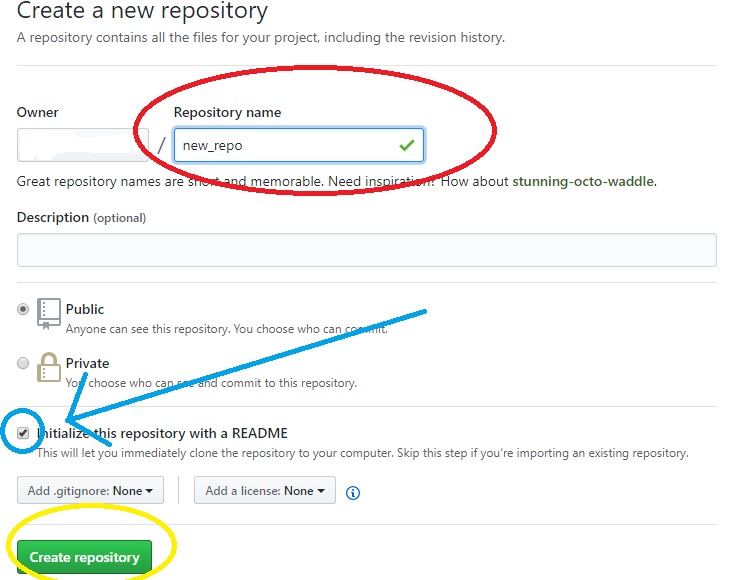 Create a new repository
A repository contains all the files for your project, including the revision history.
Owner
Repository name
/
new_repo
Great repository names are short and memorable. Need inspiration? How about stunning-octo-waddle.
Description (optional)
Public
Anyone can see this repository. You choose who can commit.
Private
You choose who can see and commit to this repository.
Initialize this repository with a README
This will let you immediately clone the repository to your computer. Skip this step if you're importing an existing repository.
Add .gitignore: None
Add a license: None
Create repository